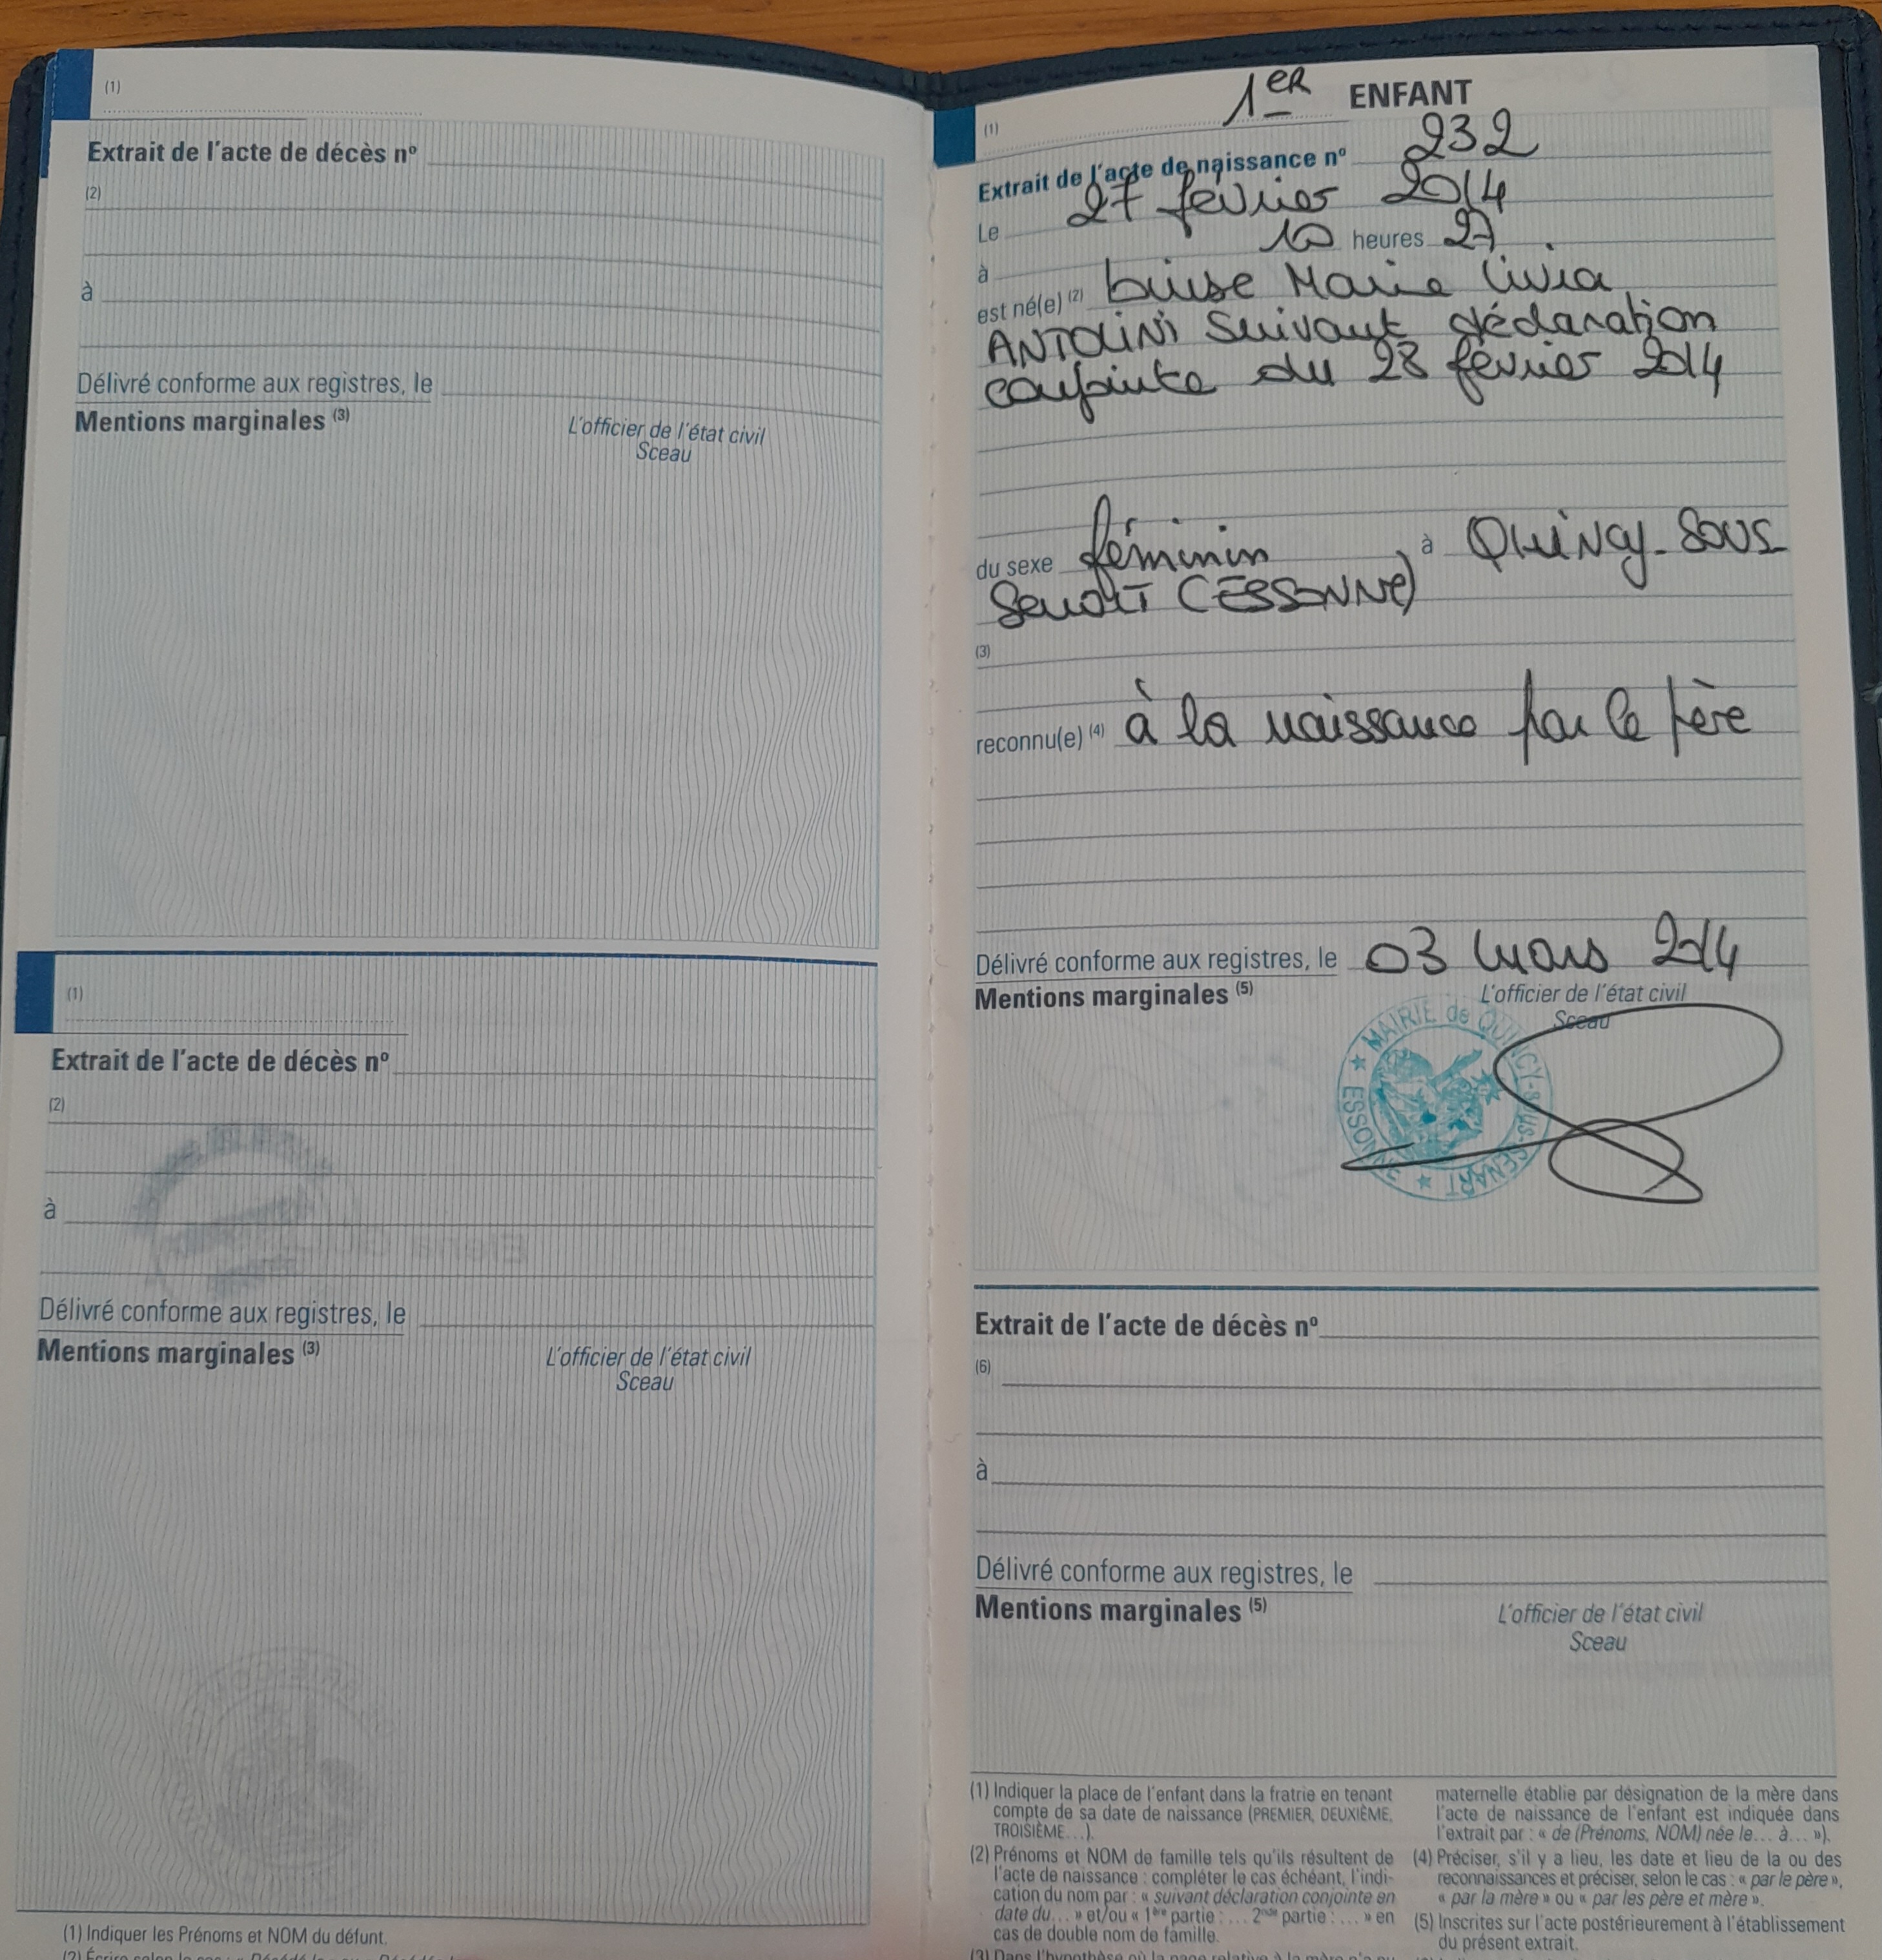 (1)
Extrait de l'acte de décès nº
(2)
à
Délivré conforme aux registres, le
Mentions marginales (3)
L'officier de l'état civil
Sceau
(1)
Extrait de l'acte de décès nº
(2)
à
Délivré conforme aux registres, le
Mentions marginales (3)
L'officier de l'état civil
Sceau
(1) Indiquer les Prénoms et NOM du défunt.
1ER ENFANT
(1)
Extrait de l'acte de naissance nº 232
Le 27 février 2014
à 10 heures 27
est né(e) (2) Luise Marie Livia
ANTOLINI suivant déclaration
conjointe du 28 février 2014
du sexe féminin, à QUINCY-SOUS-
SENART (ESSONNE)
(3)
reconnu(e) (4) à la naissance par le père
Délivré conforme aux registres, le 03 mars 2014
Mentions marginales (5)
L'officier de l'état civil
Sceau
MAIRIE de QUINCY-SOUS-SENART
ESSONNE
Extrait de l'acte de décès nº
(6)
à
Délivré conforme aux registres, le
Mentions marginales (5)
L'officier de l'état civil
Sceau
(1) Indiquer la place de l'enfant dans la fratrie en tenant
compte de sa date de naissance (PREMIER, DEUXIÈME,
TROISIÈME…).
(2) Prénoms et NOM de famille tels qu'ils résultent de
l'acte de naissance : compléter le cas échéant, l'indi-
cation du nom par : « suivant déclaration conjointe en
date du… » et/ou « 1ère partie : … 2nde partie : … » en
cas de double nom de famille.
maternelle établie par désignation de la mère dans
l'acte de naissance de l'enfant est indiquée dans
l'extrait par : « de (Prénoms, NOM) née le… à… »).
(4) Préciser, s'il y a lieu, les date et lieu de la ou des
reconnaissances et préciser, selon le cas : « par le père »,
« par la mère » ou « par les père et mère ».
(5) Inscrites sur l'acte postérieurement à l'établissement
du présent extrait.